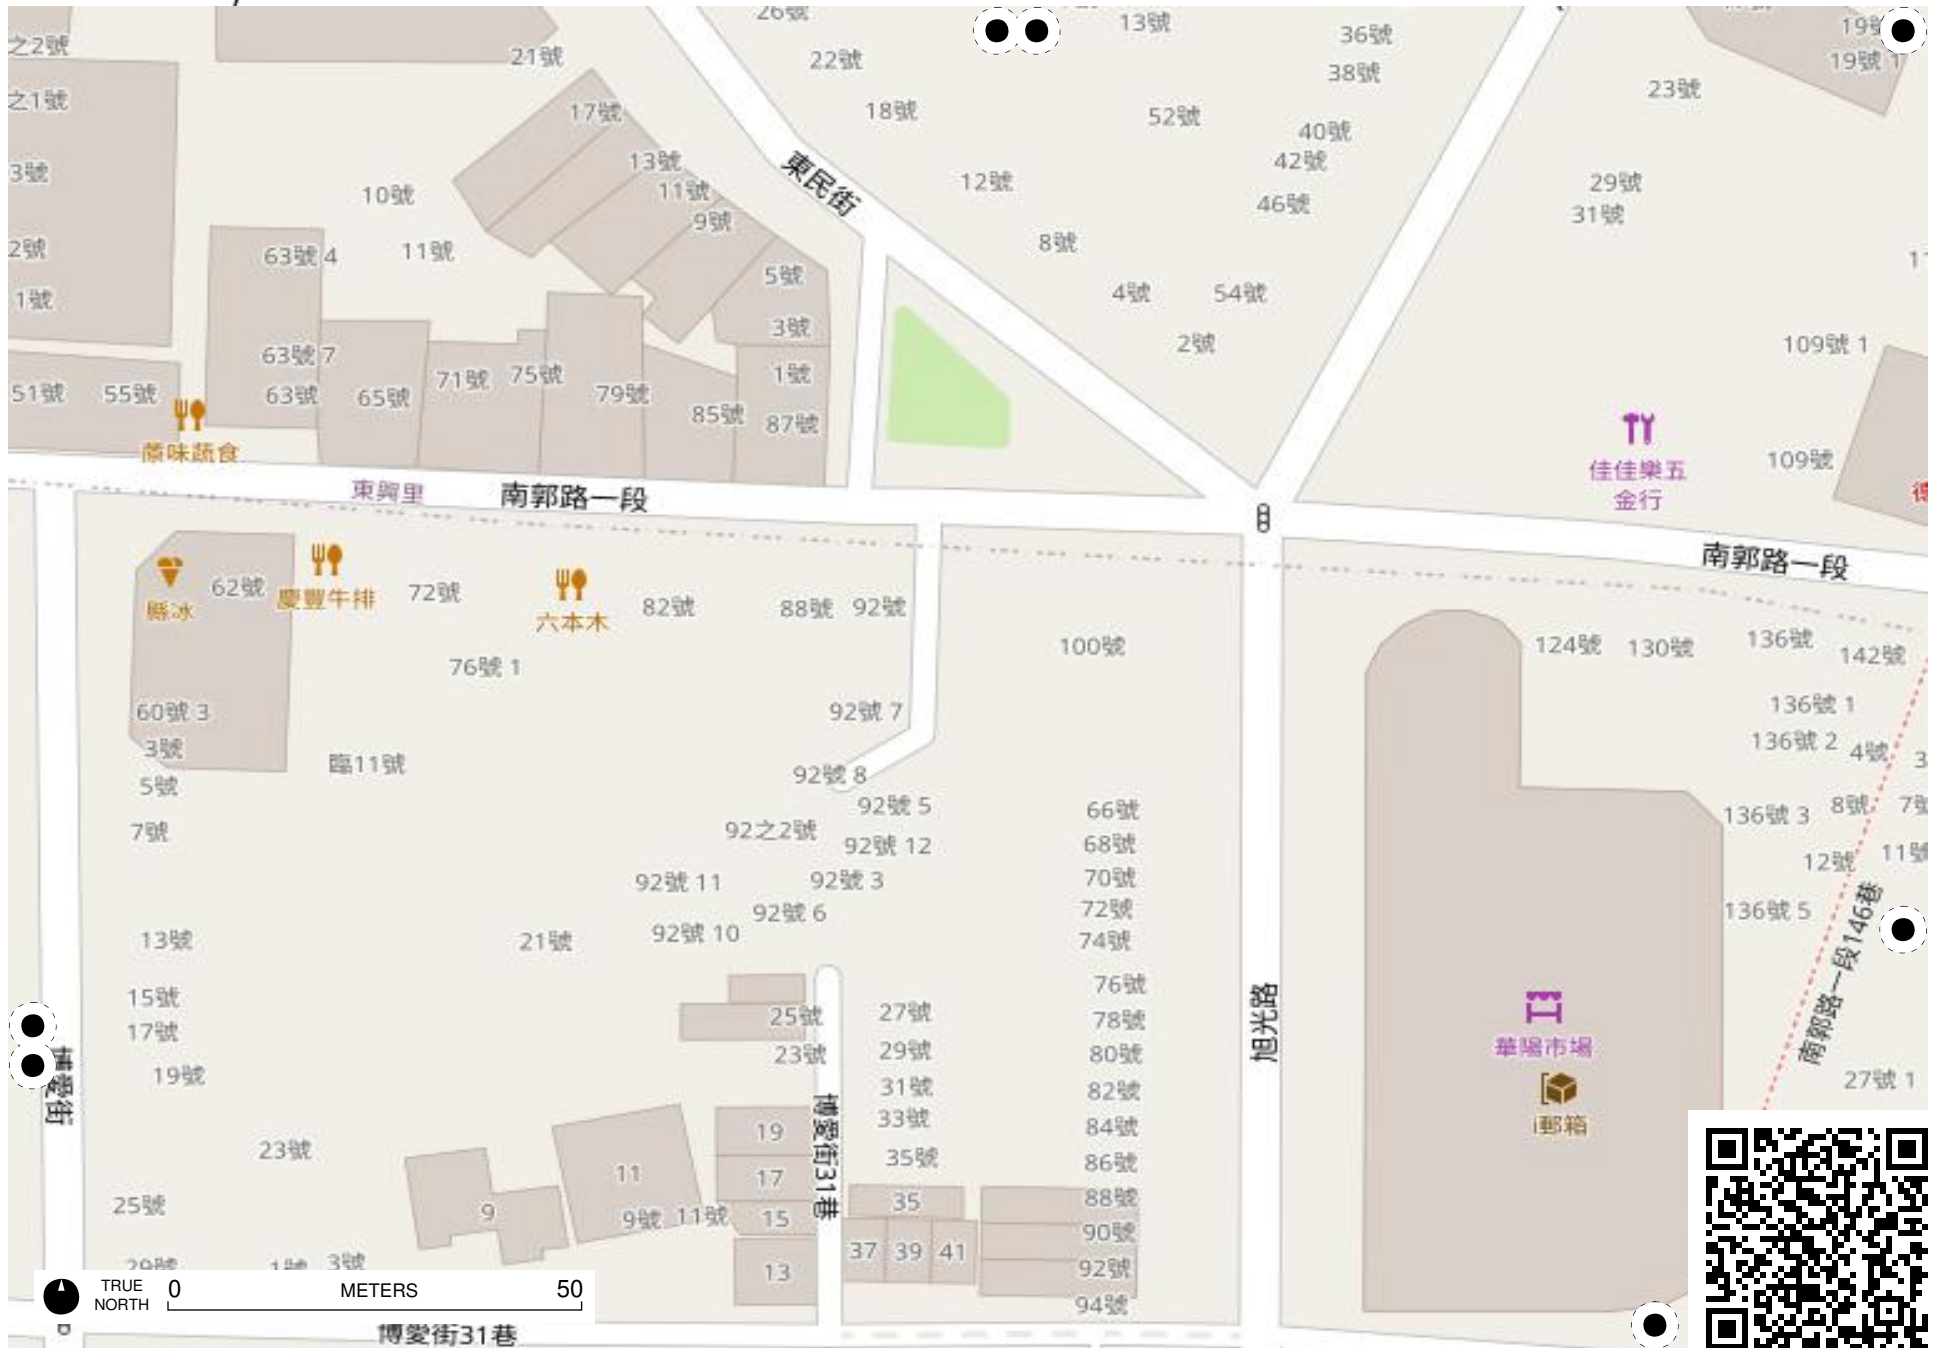 26號
13號
36號
19號 1
之2號
21號
22號
38號
23號
之1號
17號
18號
52號
40號
3號
13號
42號
11號
12號
29號
10號
46號
31號
9號
東民街
2號
63號 4
11號
8號
5號
1號
4號
54號
3號
2號
109號 1
63號 7
71號
75號
1號
51號
55號
63號
65號
79號
85號
87號
蔬食
佳佳樂五
金行
109號
東興里
南郭路一段
南郭路一段
縣冰
62號
慶豐牛排
72號
六本木
82號
88號
92號
100號
124號
130號
136號
142號
76號 1
136號 1
60號 3
92號 7
136號 2
4號
3號
臨11號
92號 8
5號
92號 5
66號
136號 3
8號
7號
7號
92之2號
92號 12
68號
12號
11號
92號 11
92號 3
70號
92號 6
72號
136號 5
13號
21號
92號 10
74號
南郭路一段146巷
15號
76號
17號
25號
27號
78號
旭光路
23號
29號
80號
華陽市場
19號
31號
82號
27號 1
博愛街
33號
84號
i郵箱
23號
19
博愛街31巷
35號
86號
11
17
25號
9
9號
11號
15
35
88號
90號
37
39
41
3號
13
92號
94號
TRUE
NORTH
0
METERS
50
博愛街31巷